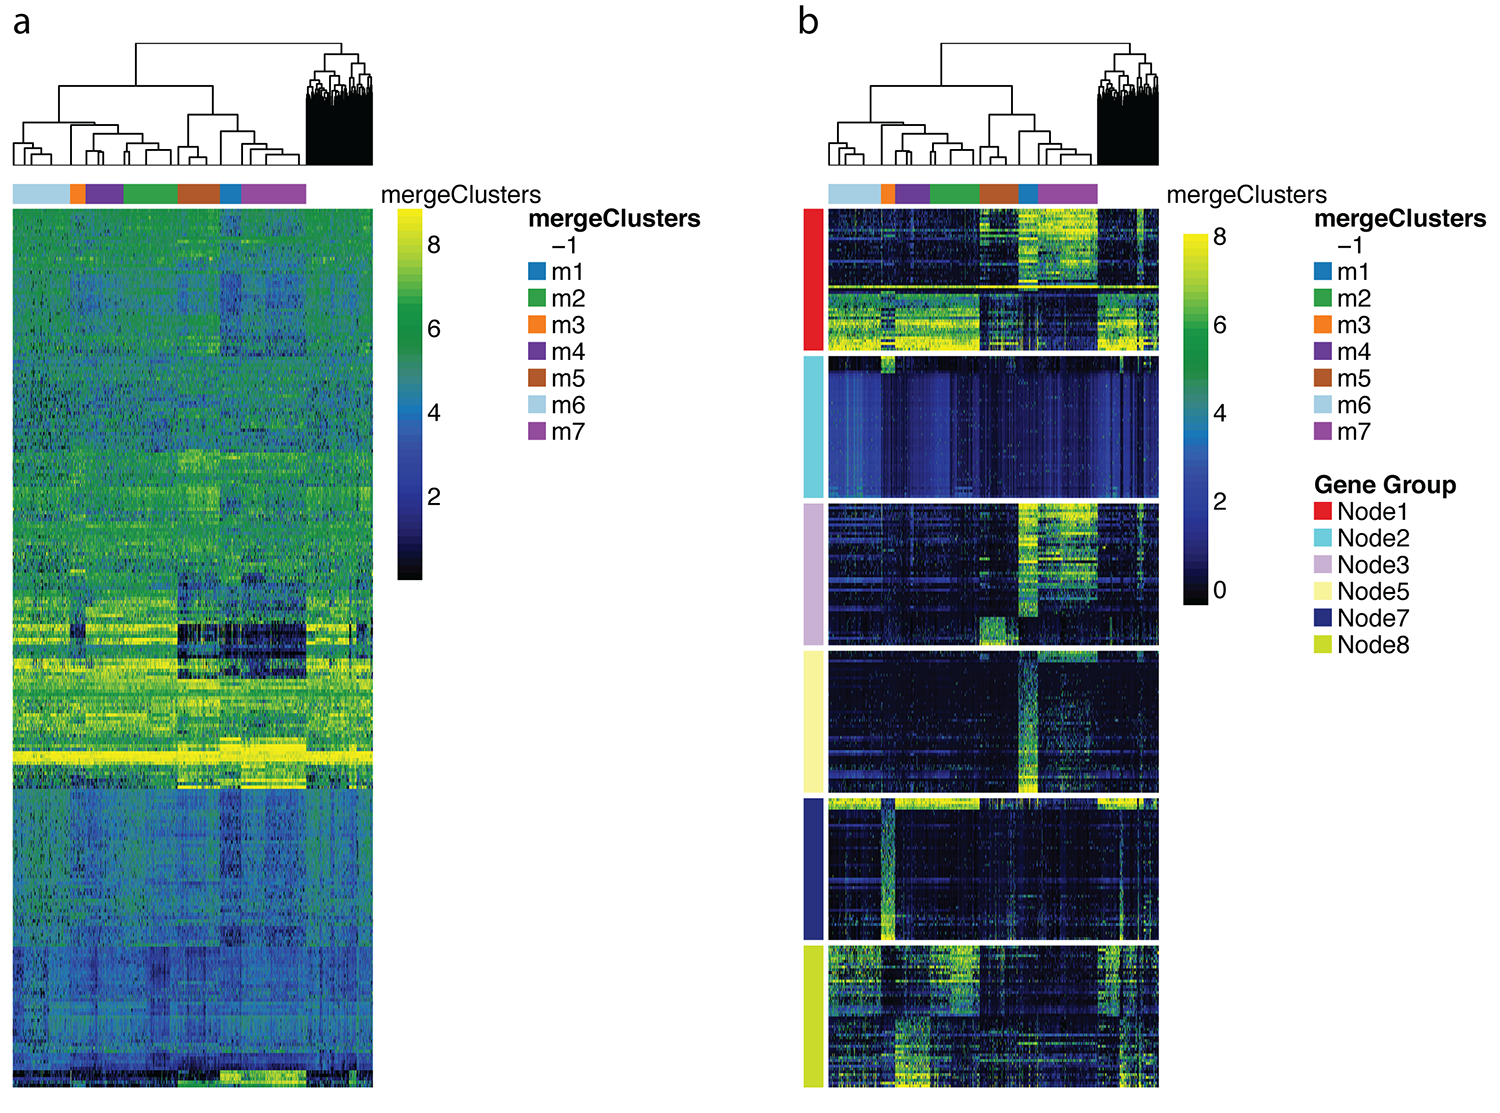 a
mergeClusters
8
6
4
2
mergeClusters
−1
m1
m2
m3
m4
m5
m6
m7
b
mergeClusters
8
6
4
2
0
mergeClusters
−1
m1
m2
m3
m4
m5
m6
m7
Gene Group
Node1
Node2
Node3
Node5
Node7
Node8